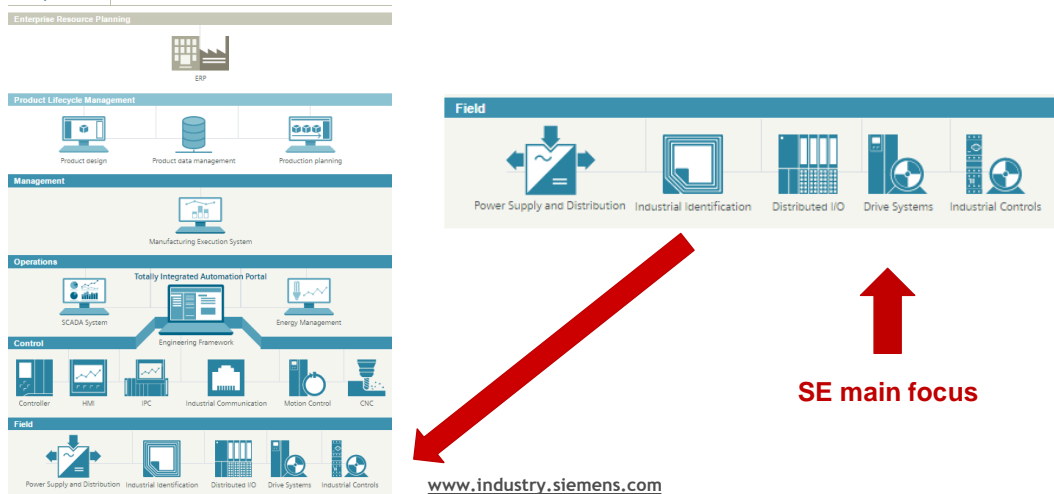 Enterprise Resource Planning
ERP
Product Lifecycle Management
Product design Product data management Production planning
Management
Manufacturing Execution System
Operations
Totally Integrated Automation Portal
SCADA System Energy Management
Engineering Framework
Control
Controller HMI IPC Industrial Communication Motion Control CNC
Field
Power Supply and Distribution Industrial Identification Distributed I/O Drive Systems Industrial Controls
Field
Power Supply and Distribution Industrial Identification Distributed I/O Drive Systems Industrial Controls
SE main focus
www.industry.siemens.com